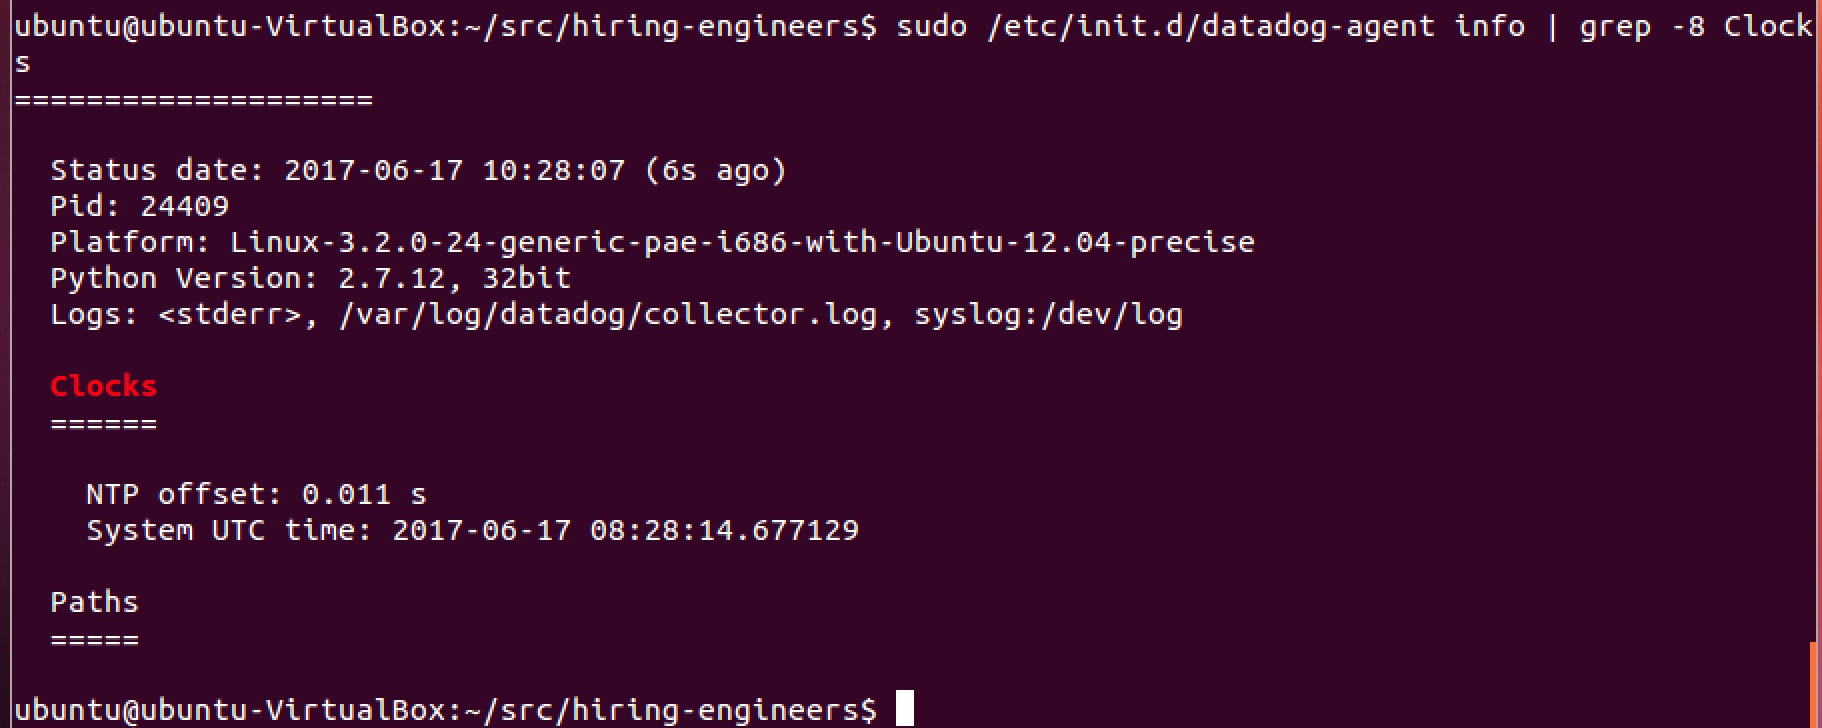 ubuntu@ubuntu-VirtualBox:~/src/hiring-engineers$ sudo /etc/init.d/datadog-agent info | grep -8 Clock
s
====================
Status date: 2017-06-17 10:28:07 (6s ago)
Pid: 24409
Platform: Linux-3.2.0-24-generic-pae-i686-with-Ubuntu-12.04-precise
Python Version: 2.7.12, 32bit
Logs: <stderr>, /var/log/datadog/collector.log, syslog:/dev/log
Clocks
======
NTP offset: 0.011 s
System UTC time: 2017-06-17 08:28:14.677129
Paths
=====
ubuntu@ubuntu-VirtualBox:~/src/hiring-engineers$